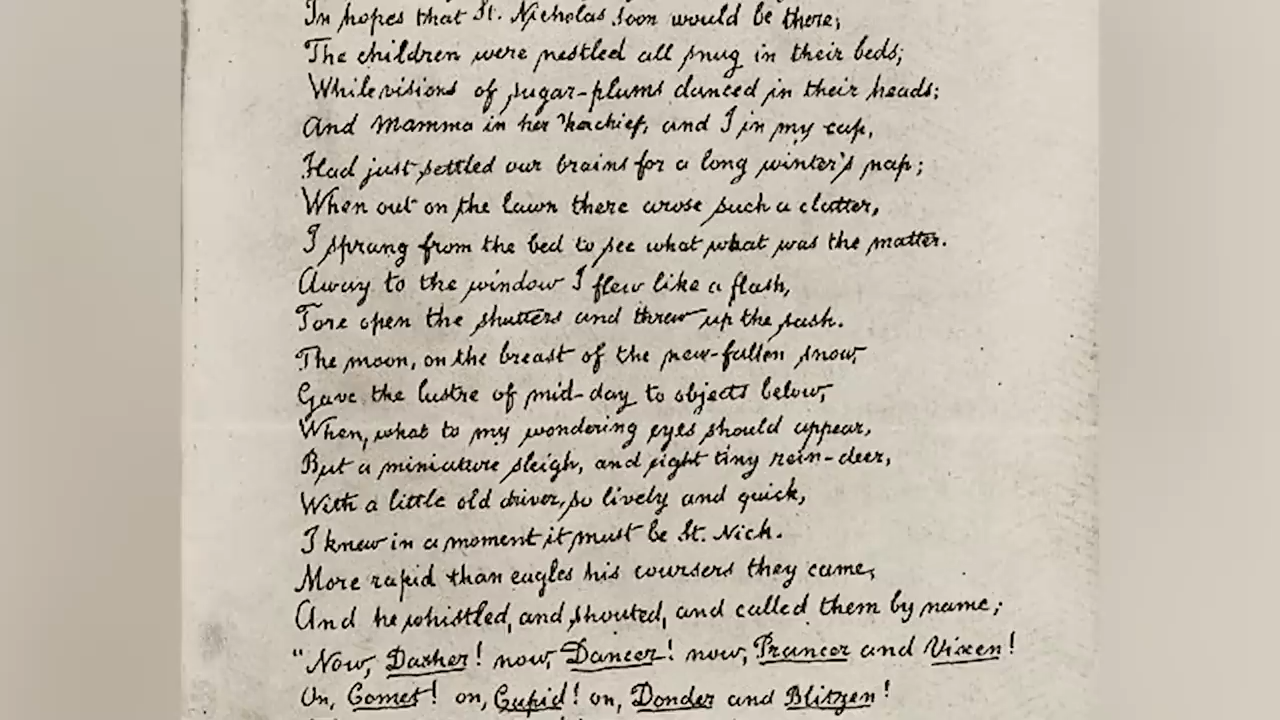 In hopes that St. Nicholas soon would be there;
The children were nestled all snug in their beds;
While visions of sugar-plums danced in their heads;
And Mamma in her 'kerchief, and I in my cap,
Had just settled our brains for a long winter's nap;
When out on the lawn there arose such a clatter,
I sprang from the bed to see what what was the matter.
Away to the window I flew like a flash,
Tore open the shutters and threw up the sash.
The moon, on the breast of the new-fallen snow,
Gave the lustre of mid-day to objects below,
When, what to my wondering eyes should appear,
But a miniature sleigh, and eight tiny rein-deer,
With a little old driver, so lively and quick,
I knew in a moment it must be St. Nick.
More rapid than eagles his coursers they came,
And he whistled, and shouted, and called them by name;
"Now, Dasher! now, Dancer! now, Prancer and Vixen!
On, Comet! on, Cupid! on, Donder and Blitzen!